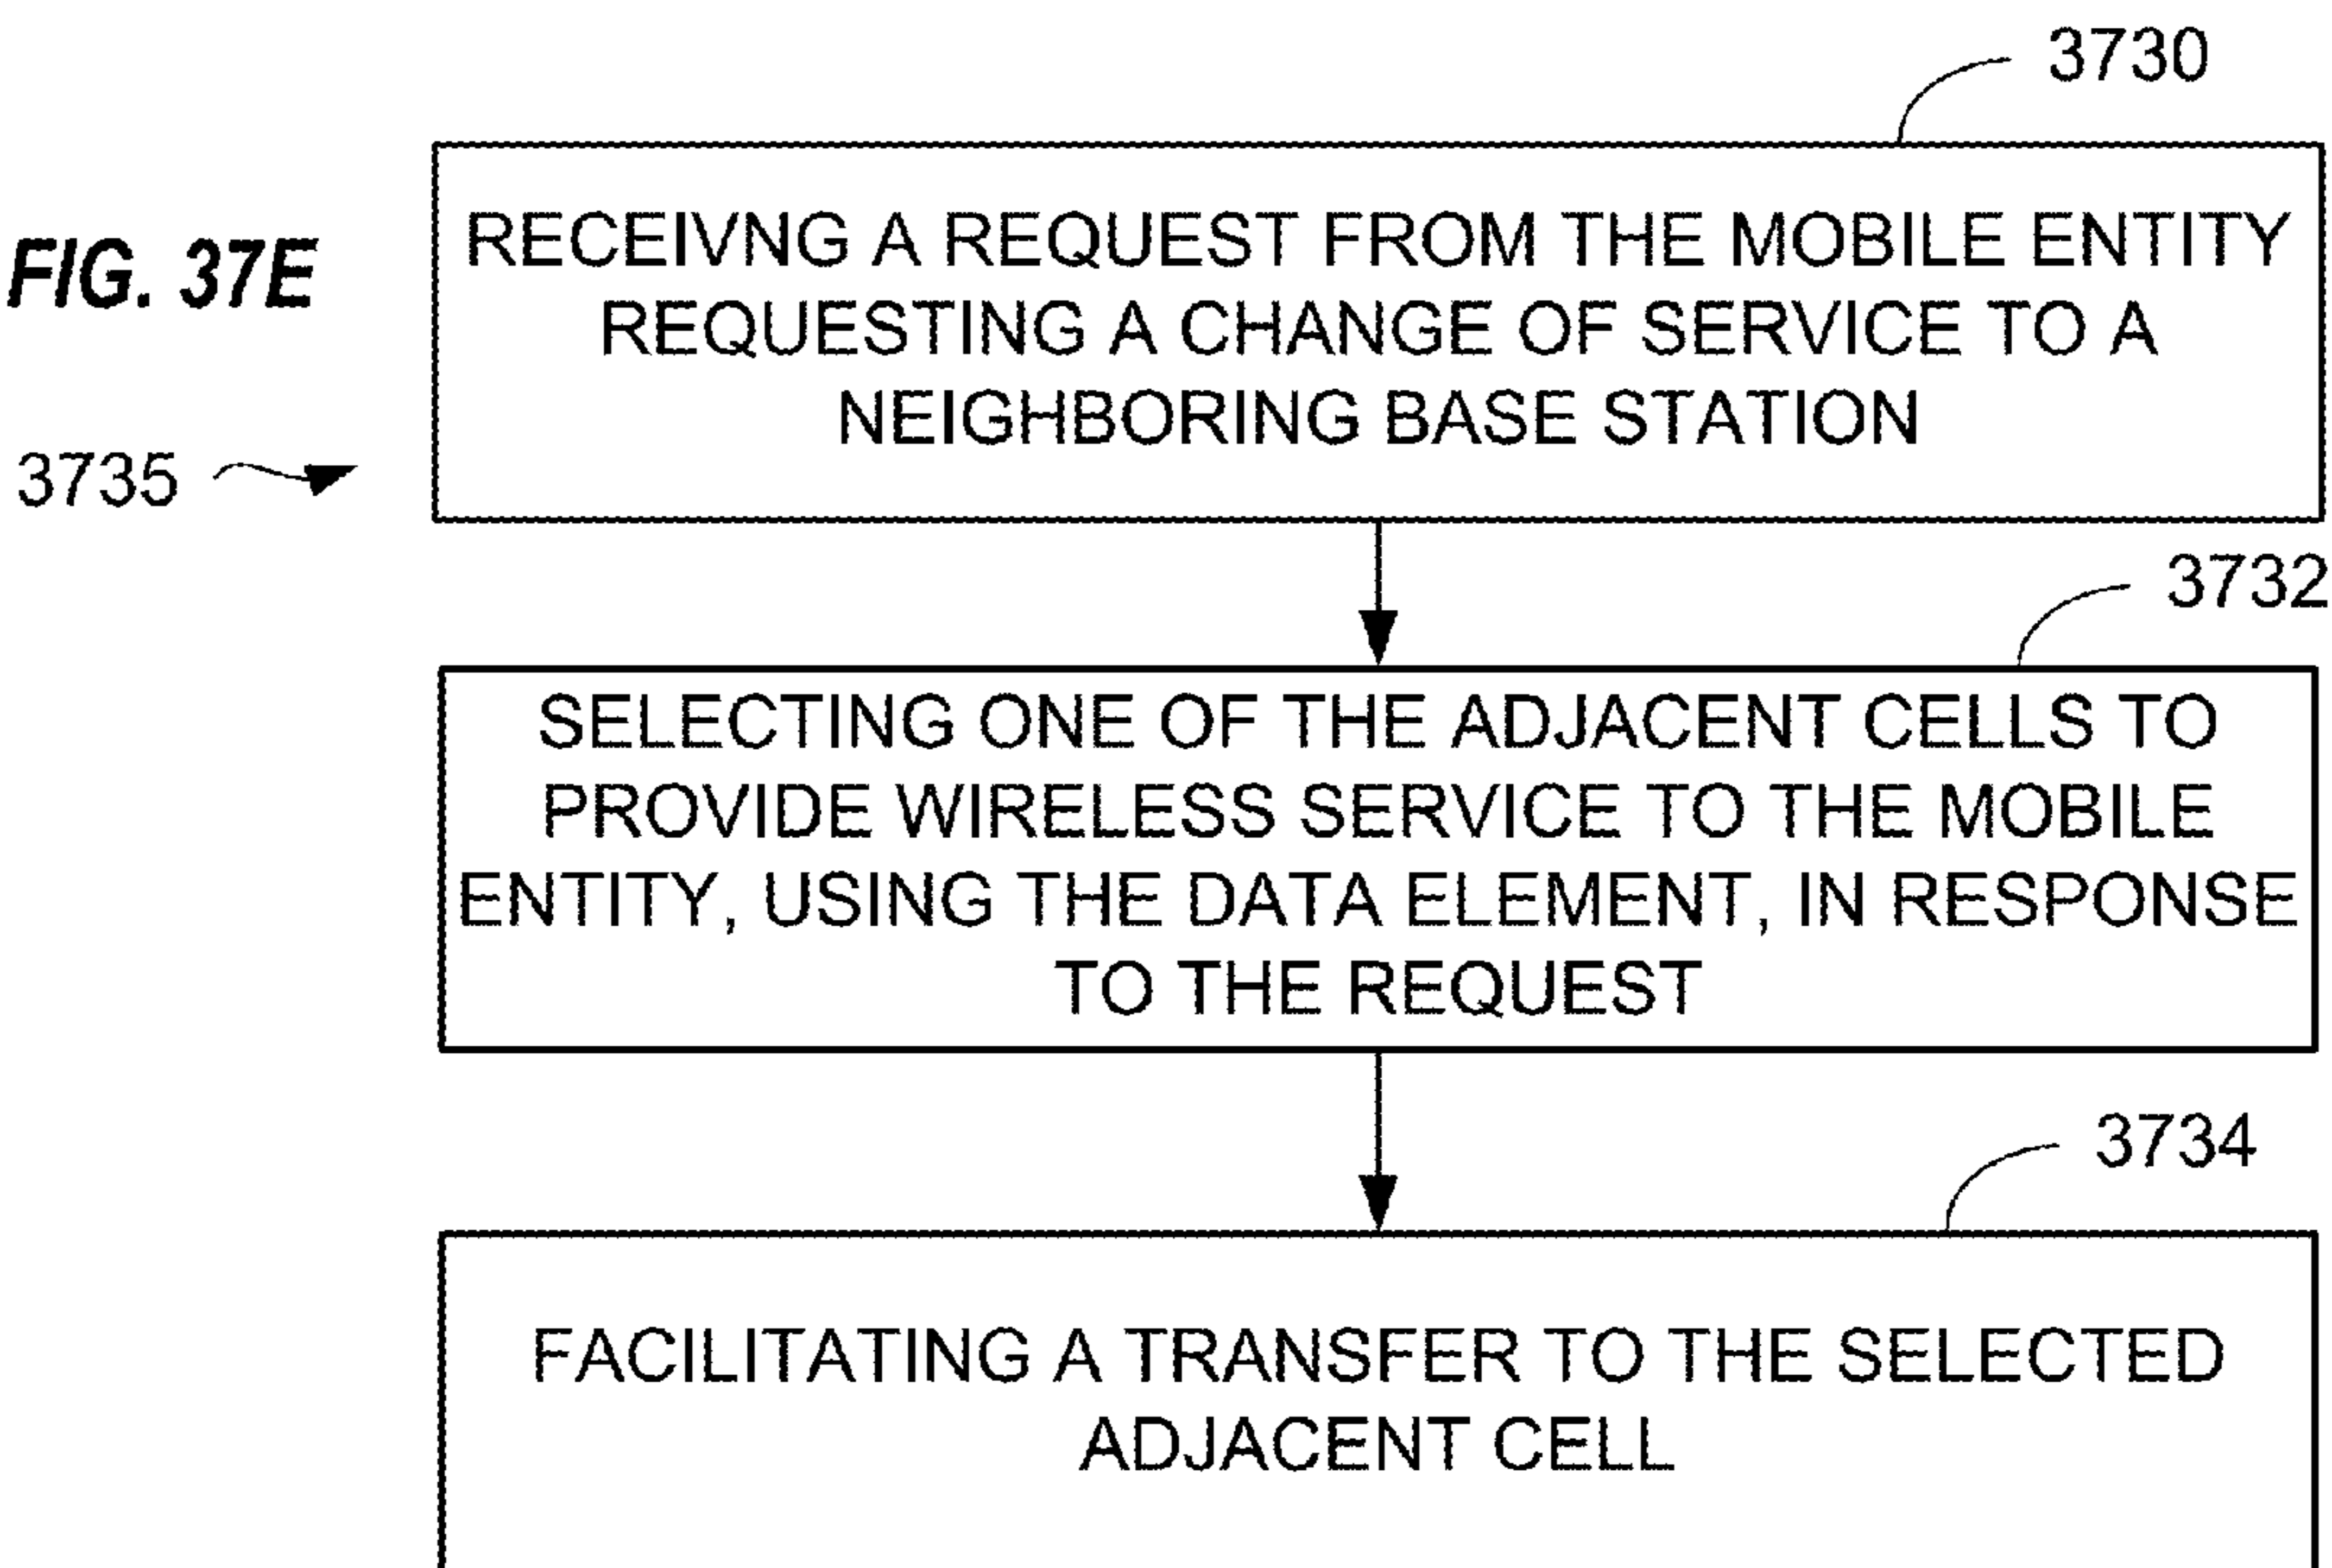 3730
FIG. 37E
RECEIVNG A REQUEST FROM THE MOBILE ENTITY
REQUESTING A CHANGE OF SERVICE TO A
NEIGHBORING BASE STATION
3735
3732
SELECTING ONE OF THE ADJACENT CELLS TO
PROVIDE WIRELESS SERVICE TO THE MOBILE
ENTITY, USING THE DATA ELEMENT, IN RESPONSE
TO THE REQUEST
3734
FACILITATING A TRANSFER TO THE SELECTED
ADJACENT CELL